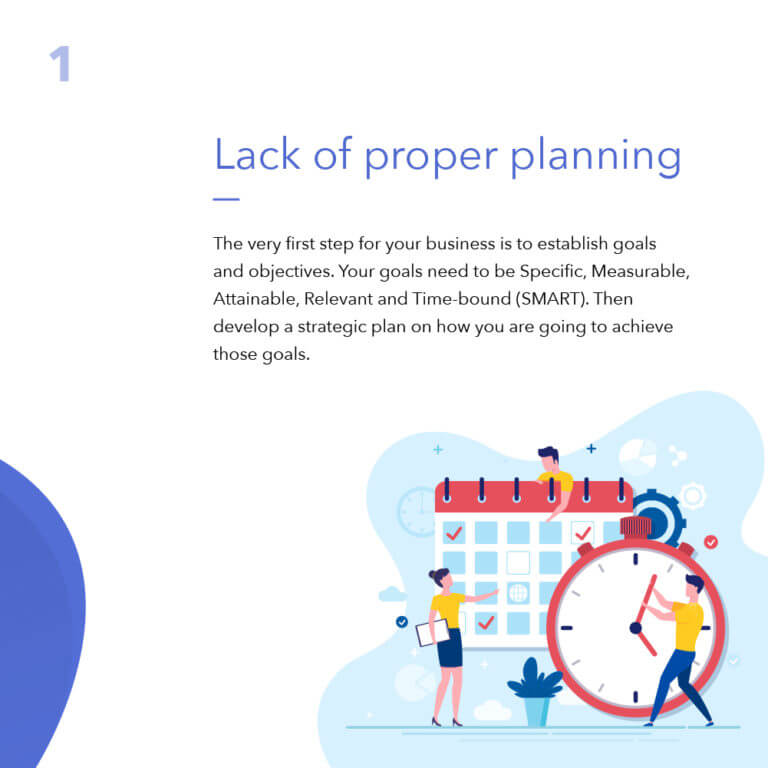 1
Lack of proper planning
The very first step for your business is to establish goals
and objectives. Your goals need to be Specific, Measurable,
Attainable, Relevant and Time-bound (SMART). Then
develop a strategic plan on how you are going to achieve
those goals.